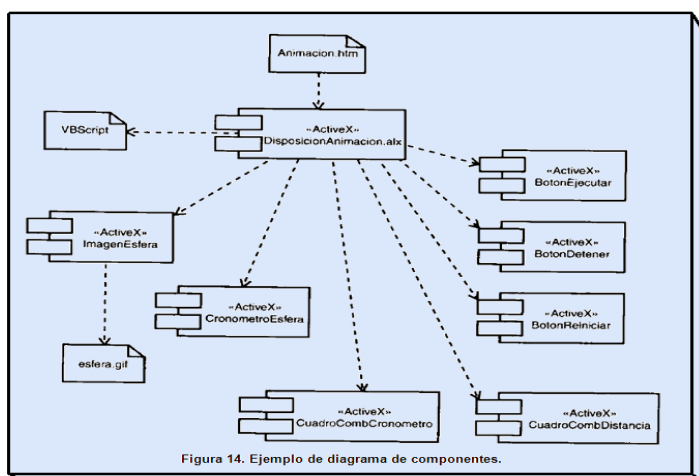 Animacion.htm
«ActiveX»
DisposicionAnimacion.alx
VBScript
«ActiveX»
BotonEjecutar
«ActiveX»
ImagenEsfera
«ActiveX»
BotonDetener
«ActiveX»
CronometroEsfera
«ActiveX»
BotonReiniciar
esfera.gif
«ActiveX»
CuadroCombCronometro
«ActiveX»
CuadroCombDistancia
Figura 14. Ejemplo de diagrama de componentes.